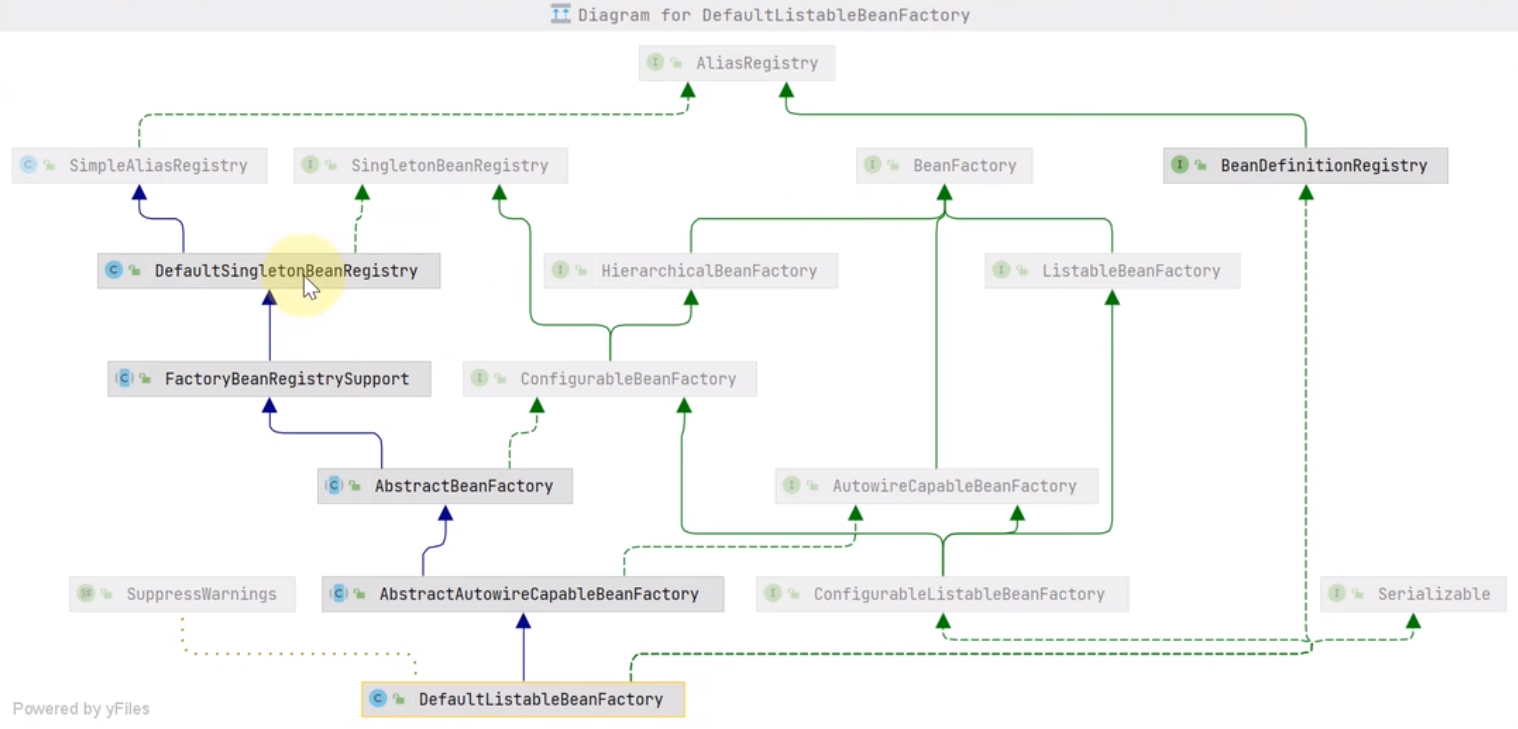 Diagram for DefaultListableBeanFactory
AliasRegistry
SimpleAliasRegistry
SingletonBeanRegistry
BeanFactory
BeanDefinitionRegistry
DefaultSingletonBeanRegistry
HierarchicalBeanFactory
ListableBeanFactory
FactoryBeanRegistrySupport
ConfigurableBeanFactory
AbstractBeanFactory
AutowireCapableBeanFactory
SuppressWarnings
AbstractAutowireCapableBeanFactory
ConfigurableListableBeanFactory
Serializable
DefaultListableBeanFactory
Powered by yFiles